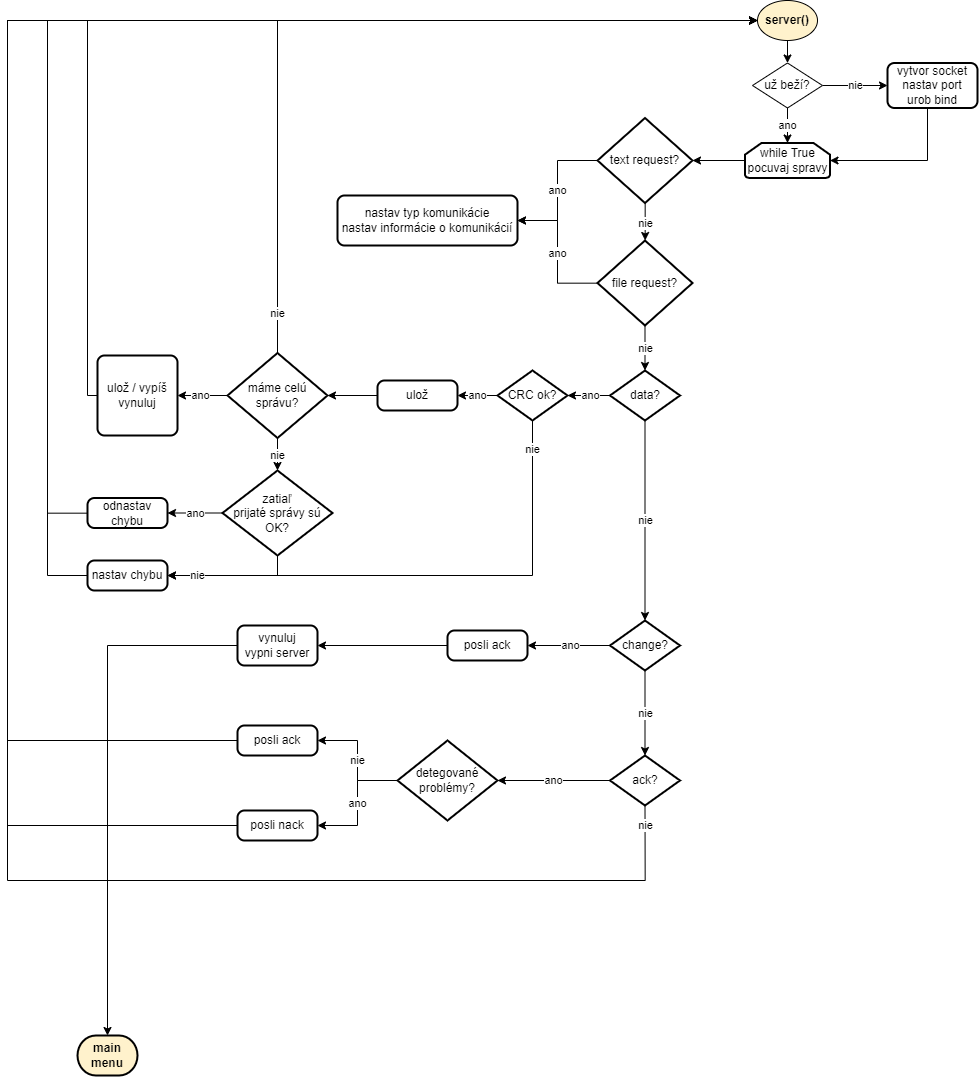 server()
už beží?
nie
vytvor socket
nastav port
urob bind
ano
while True
pocuvaj spravy
text request?
ano
nastav typ komunikácie
nastav informácie o komunikácií
nie
ano
file request?
nie
nie
ulož / vypíš
vynuluj
ano
máme celú
správu?
ulož
ano
CRC ok?
ano
data?
nie
nie
odnastav
chybu
ano
zatiaľ
prijaté správy sú
OK?
nie
nastav chybu
nie
vynuluj
vypni server
posli ack
ano
change?
nie
posli ack
nie
detegované
problémy?
ano
ack?
ano
posli nack
nie
main
menu